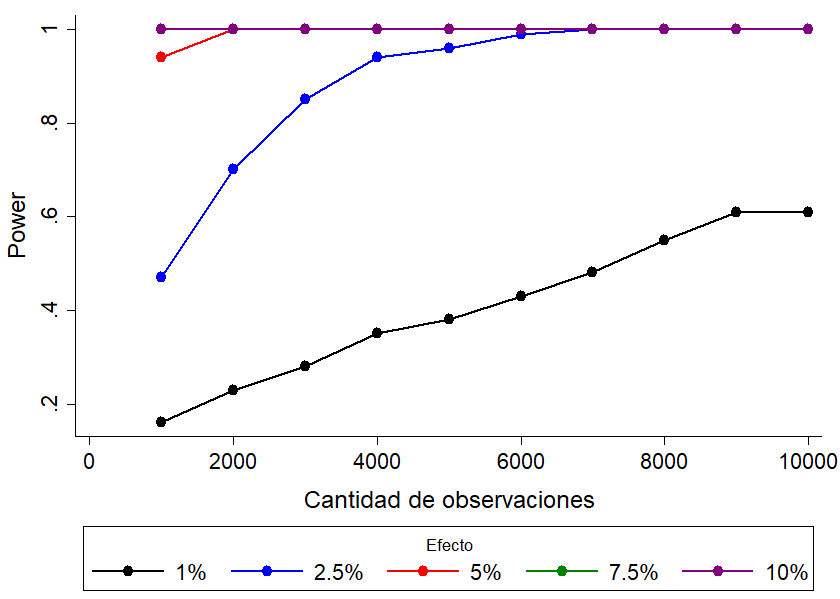 1
.8
.6
.4
.2
Power
0 2000 4000 6000 8000 10000
Cantidad de observaciones
Efecto
1% 2.5% 5% 7.5% 10%